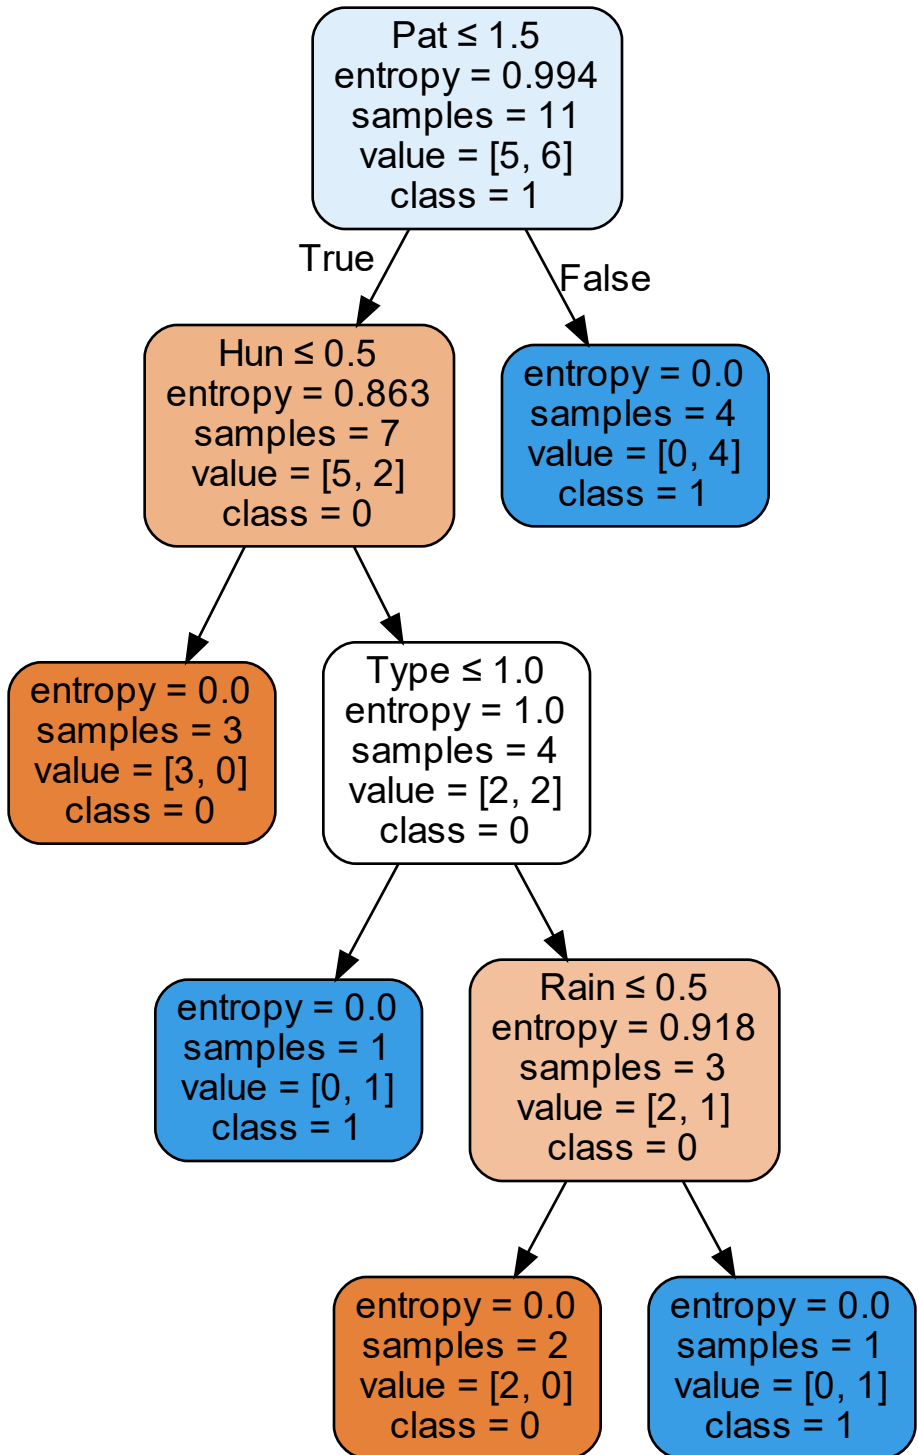 Pat ≤ 1.5
entropy = 0.994
samples = 11
value = [5, 6]
class = 1
True
False
Hun ≤ 0.5
entropy = 0.863
samples = 7
value = [5, 2]
class = 0
entropy = 0.0
samples = 4
value = [0, 4]
class = 1
entropy = 0.0
samples = 3
value = [3, 0]
class = 0
Type ≤ 1.0
entropy = 1.0
samples = 4
value = [2, 2]
class = 0
entropy = 0.0
samples = 1
value = [0, 1]
class = 1
Rain ≤ 0.5
entropy = 0.918
samples = 3
value = [2, 1]
class = 0
entropy = 0.0
samples = 2
value = [2, 0]
class = 0
entropy = 0.0
samples = 1
value = [0, 1]
class = 1